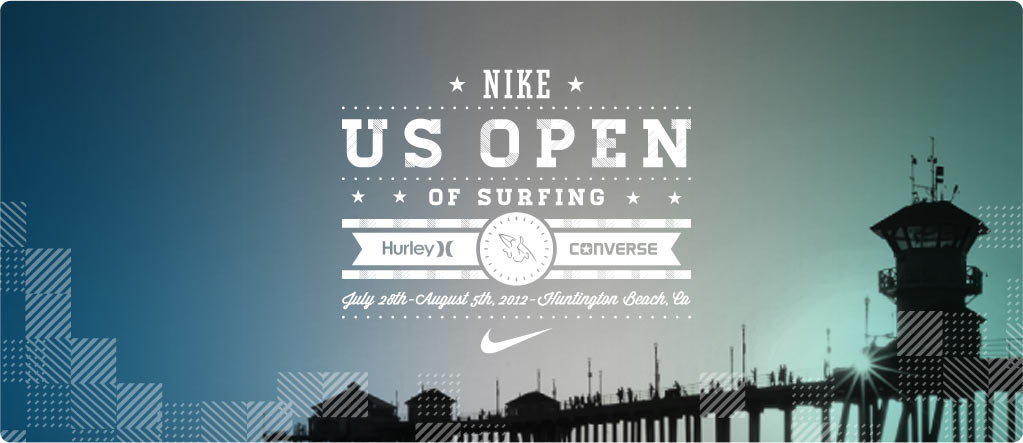 NIKE
US OPEN
OF SURFING
Hurley CONVERSE
July 28th-August 5th, 2012-Huntington Beach, Ca